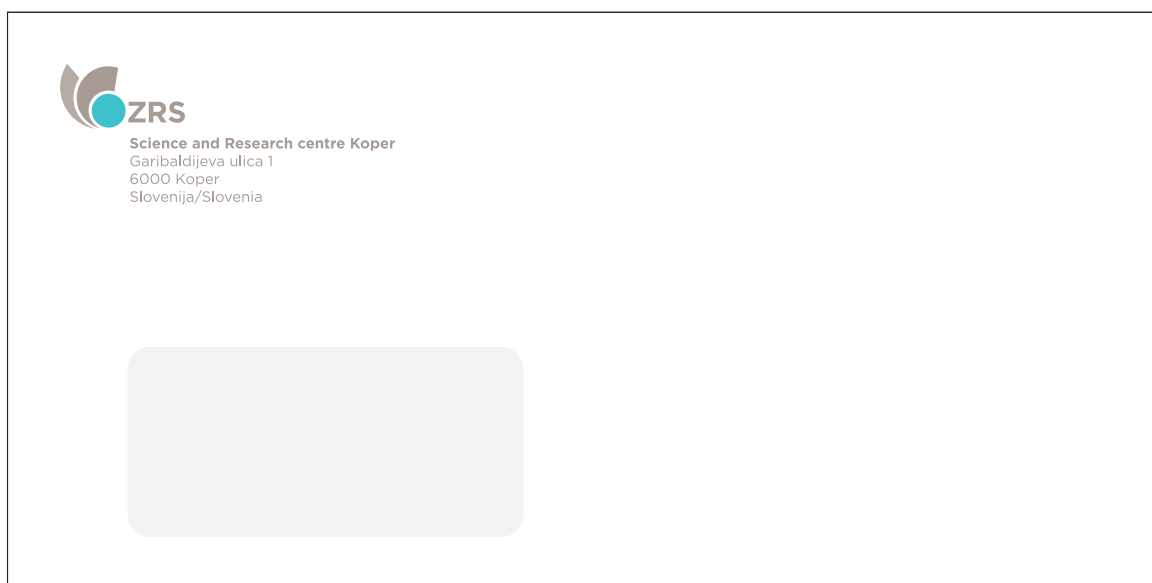 ZRS
Science and Research centre Koper
Garibaldijeva ulica 1
6000 Koper
Slovenija/Slovenia